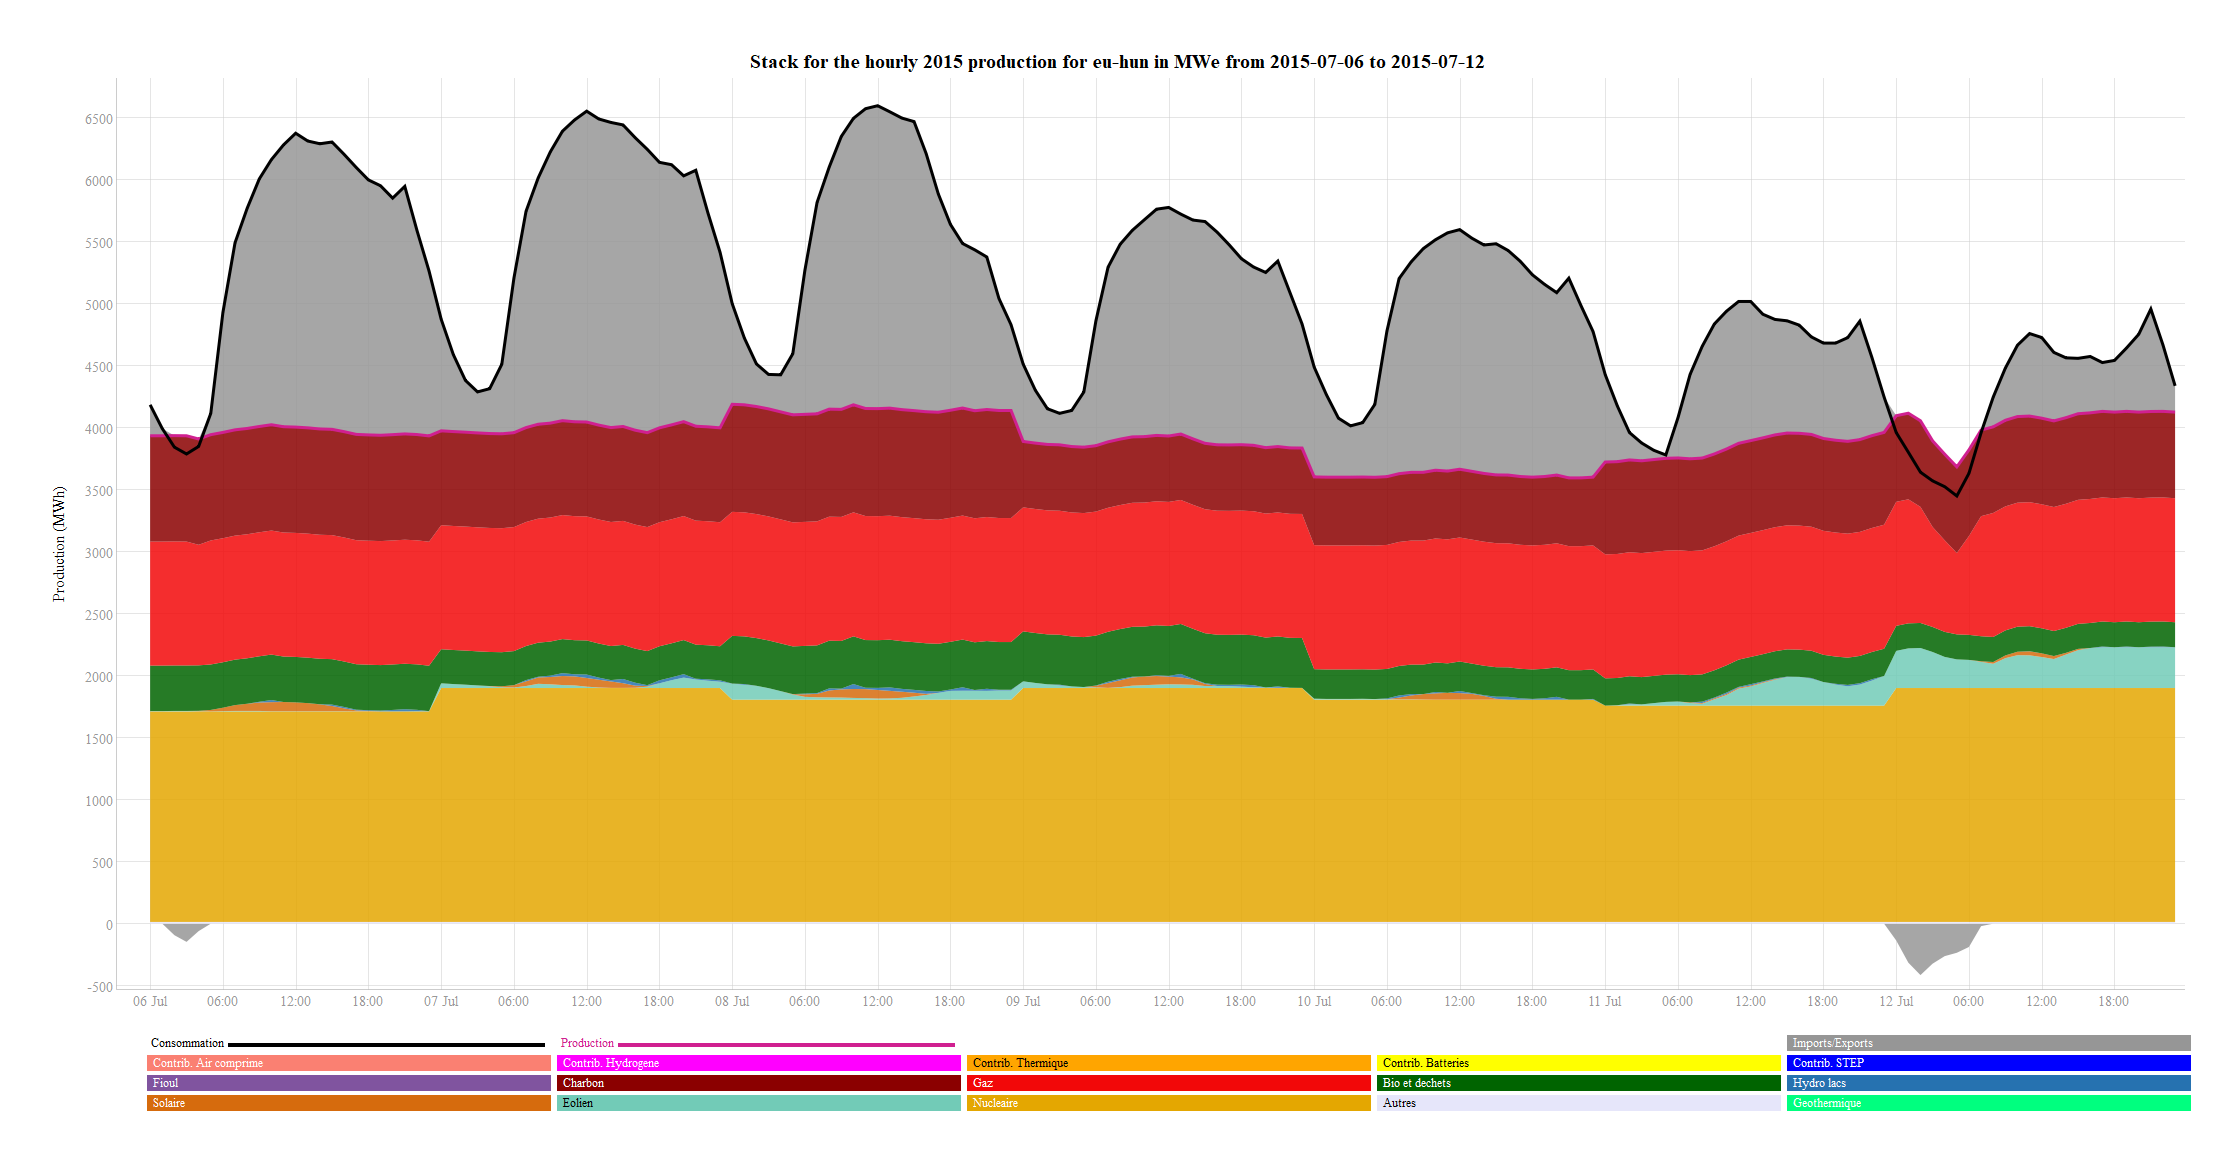 Stack for the hourly 2015 production for eu-hun in MWe from 2015-07-06 to 2015-07-12
Production (MWh)
6500
6000
5500
5000
4500
4000
3500
3000
2500
2000
1500
1000
500
0
-500
06 Jul 06:00 12:00 18:00 07 Jul 06:00 12:00 18:00 08 Jul 06:00 12:00 18:00 09 Jul 06:00 12:00 18:00 10 Jul 06:00 12:00 18:00 11 Jul 06:00 12:00 18:00 12 Jul 06:00 12:00 18:00
Consommation Production Imports/Exports
Contrib. Air comprime Contrib. Hydrogene Contrib. Thermique Contrib. Batteries Contrib. STEP
Fioul Charbon Gaz Bio et dechets Hydro lacs
Solaire Eolien Nucleaire Autres Geothermique